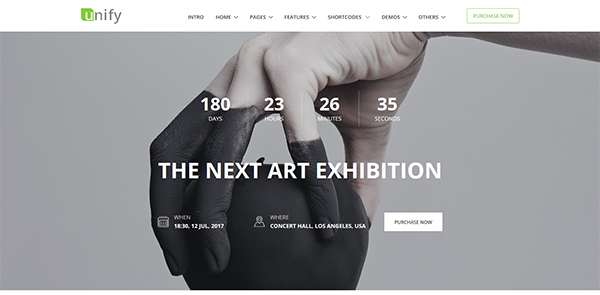 unify INTRO HOME PAGES FEATURES SHORTCODES DEMOS OTHERS PURCHASE NOW
180 23 26 35
DAYS HOURS MINUTES SECONDS
THE NEXT ART EXHIBITION
WHEN WHERE
18:30, 12 JUL, 2017 CONCERT HALL, LOS ANGELES, USA PURCHASE NOW